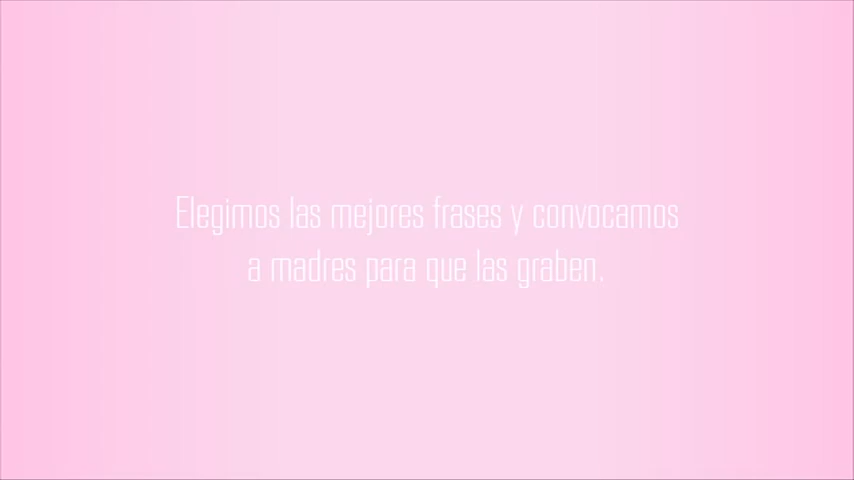 Elegimos las mejores frases y convocamos
a madres para que las graben.